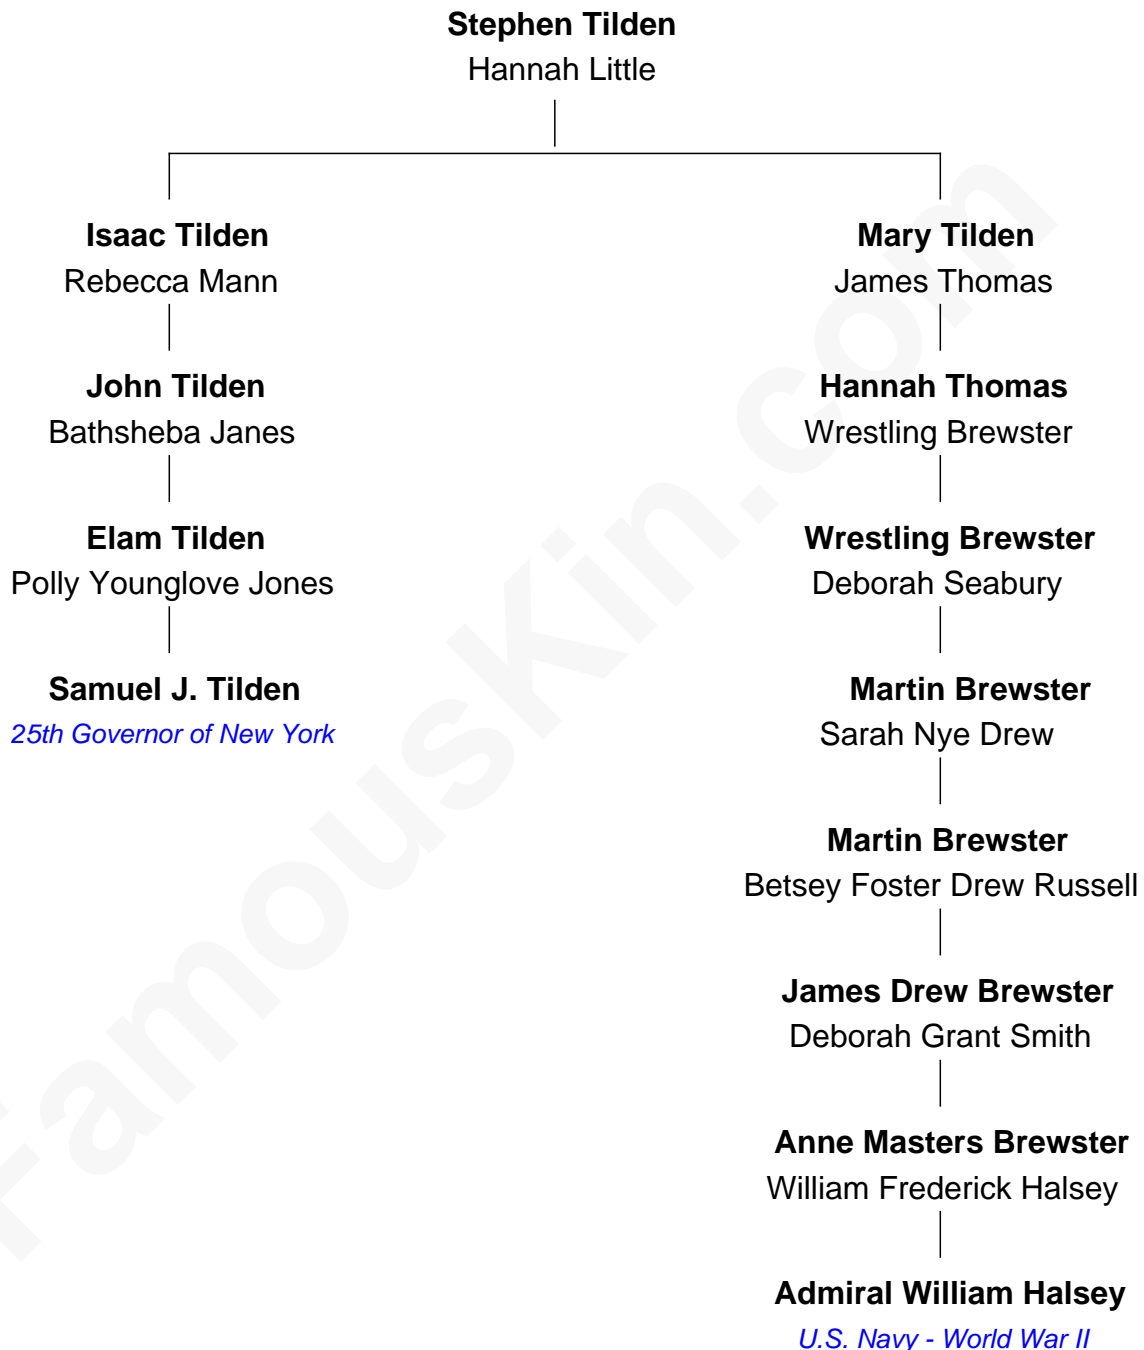 Stephen Tilden
Hannah Little
Isaac Tilden
Rebecca Mann
John Tilden
Bathsheba Janes
Elam Tilden
Polly Younglove Jones
Samuel J. Tilden
25th Governor of New York
Mary Tilden
James Thomas
Hannah Thomas
Wrestling Brewster
Wrestling Brewster
Deborah Seabury
Martin Brewster
Sarah Nye Drew
Martin Brewster
Betsey Foster Drew Russell
James Drew Brewster
Deborah Grant Smith
Anne Masters Brewster
William Frederick Halsey
Admiral William Halsey
U.S. Navy - World War II
FamousKin.com